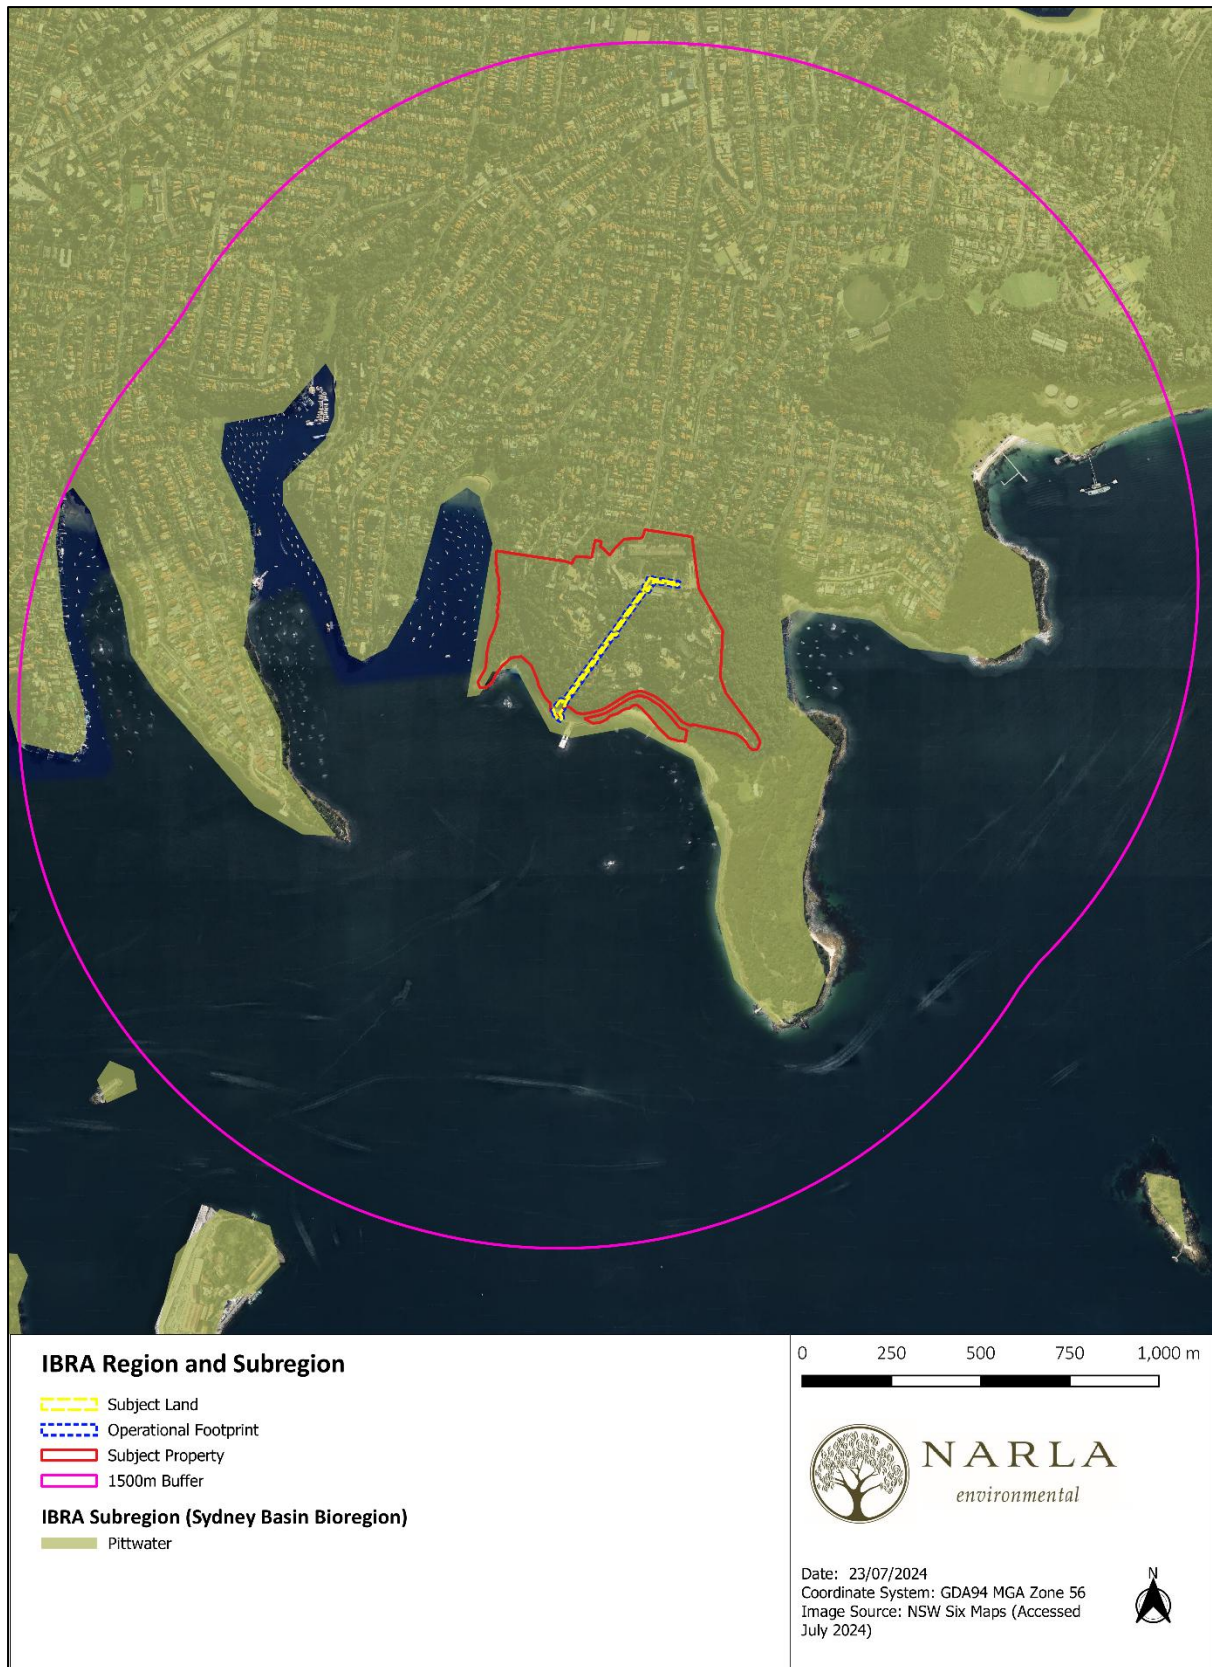 IBRA Region and Subregion
Subject Land
Operational Footprint
Subject Property
1500m Buffer
IBRA Subregion (Sydney Basin Bioregion)
Pittwater
0 250 500 750 1,000 m
NARLA
environmental
Date: 23/07/2024
Coordinate System: GDA94 MGA Zone 56
Image Source: NSW Six Maps (Accessed
July 2024)
N